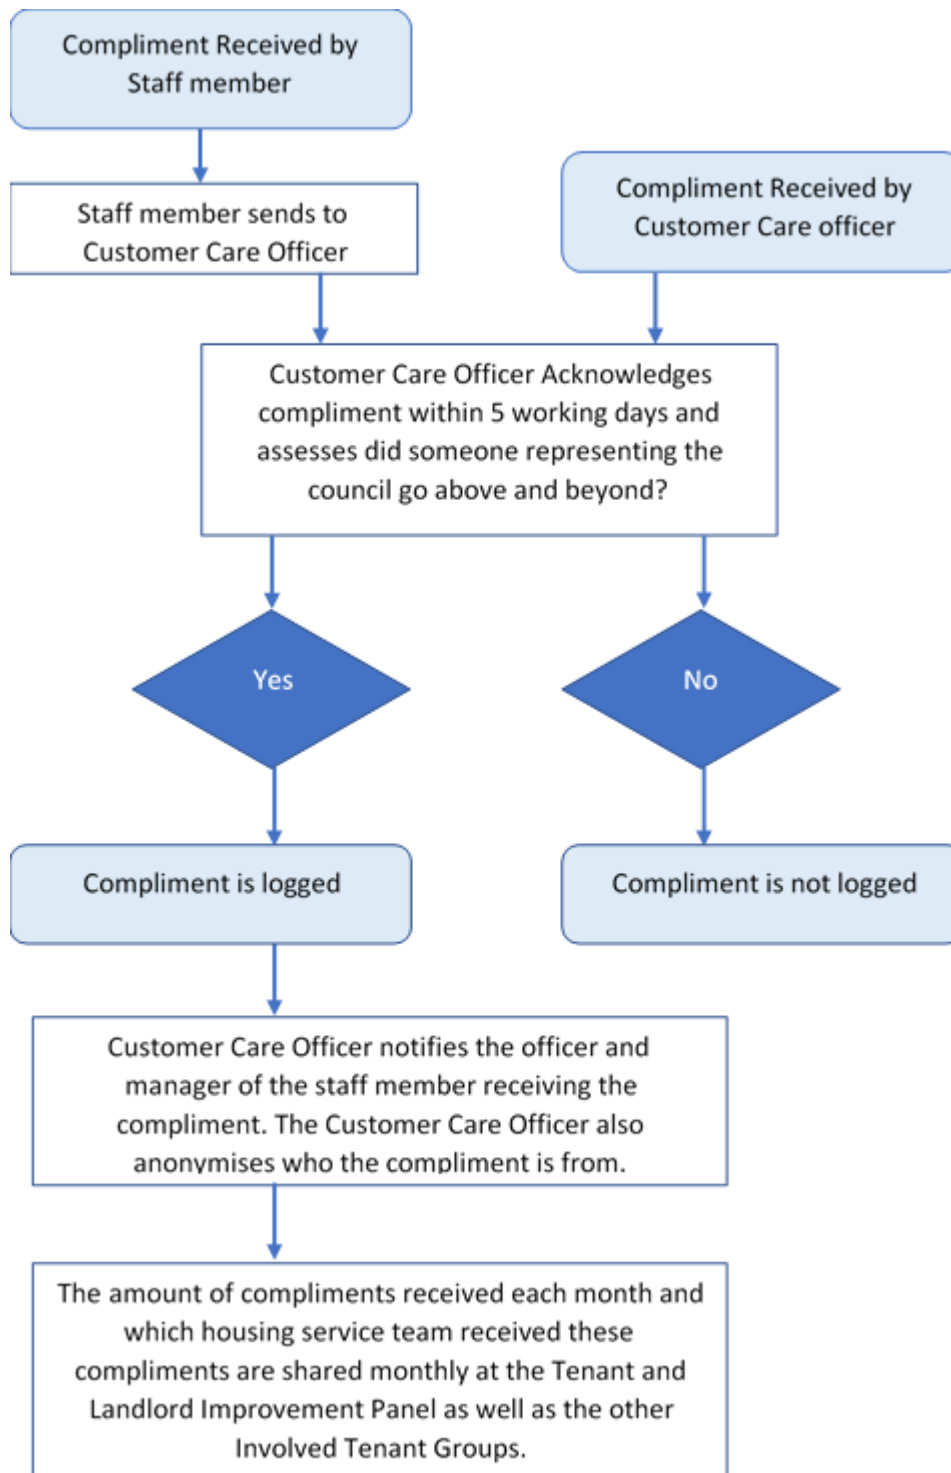 Compliment Received by
Staff member
Staff member sends to
Customer Care Officer
Compliment Received by
Customer Care officer
Customer Care Officer Acknowledges
compliment within 5 working days and
assesses did someone representing the
council go above and beyond?
Yes
No
Compliment is logged
Compliment is not logged
Customer Care Officer notifies the officer and
manager of the staff member receiving the
compliment. The Customer Care Officer also
anonymises who the compliment is from.
The amount of compliments received each month and
which housing service team received these
compliments are shared monthly at the Tenant and
Landlord Improvement Panel as well as the other
Involved Tenant Groups.